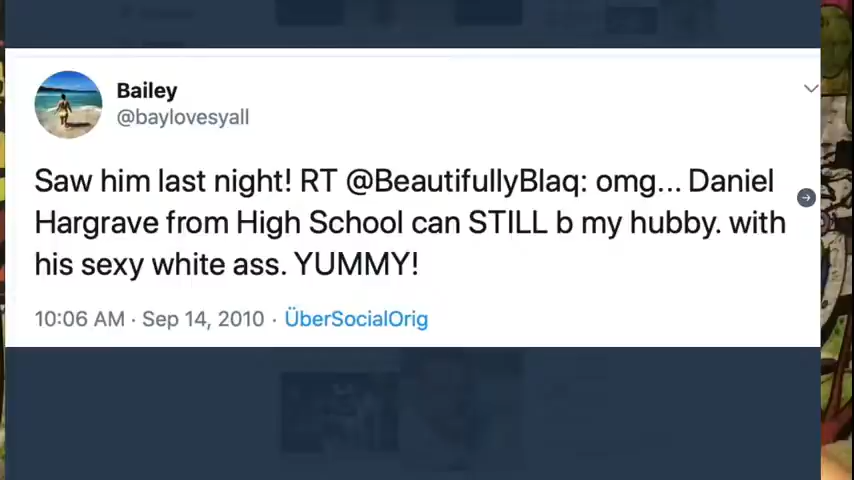 Bailey
@baylovesyall
Saw him last night! RT @BeautifullyBlaq: omg... Daniel
Hargrave from High School can STILL b my hubby. with
his sexy white ass. YUMMY!
10:06 AM · Sep 14, 2010 · ÜberSocialOrig